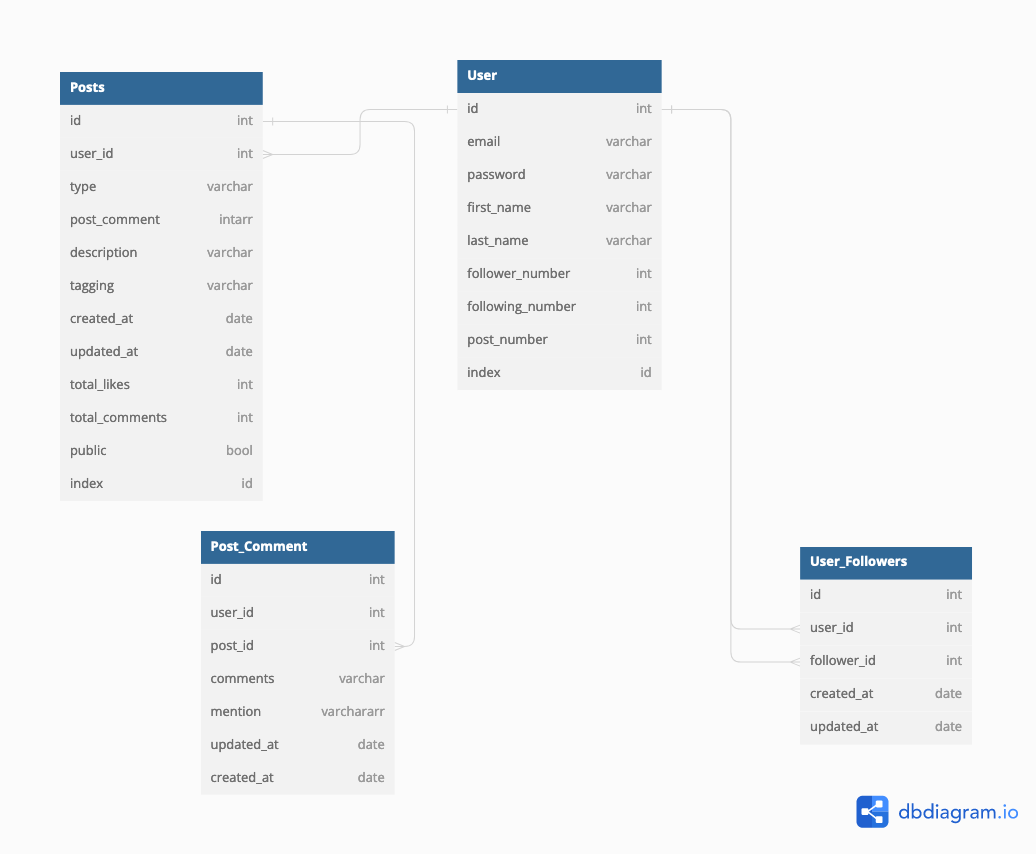 Posts
id int
user_id int
type varchar
post_comment intarr
description varchar
tagging varchar
created_at date
updated_at date
total_likes int
total_comments int
public bool
index id
User
id int
email varchar
password varchar
first_name varchar
last_name varchar
follower_number int
following_number int
post_number int
index id
Post_Comment
id int
user_id int
post_id int
comments varchar
mention varchararr
updated_at date
created_at date
User_Followers
id int
user_id int
follower_id int
created_at date
updated_at date
dbdiagram.io